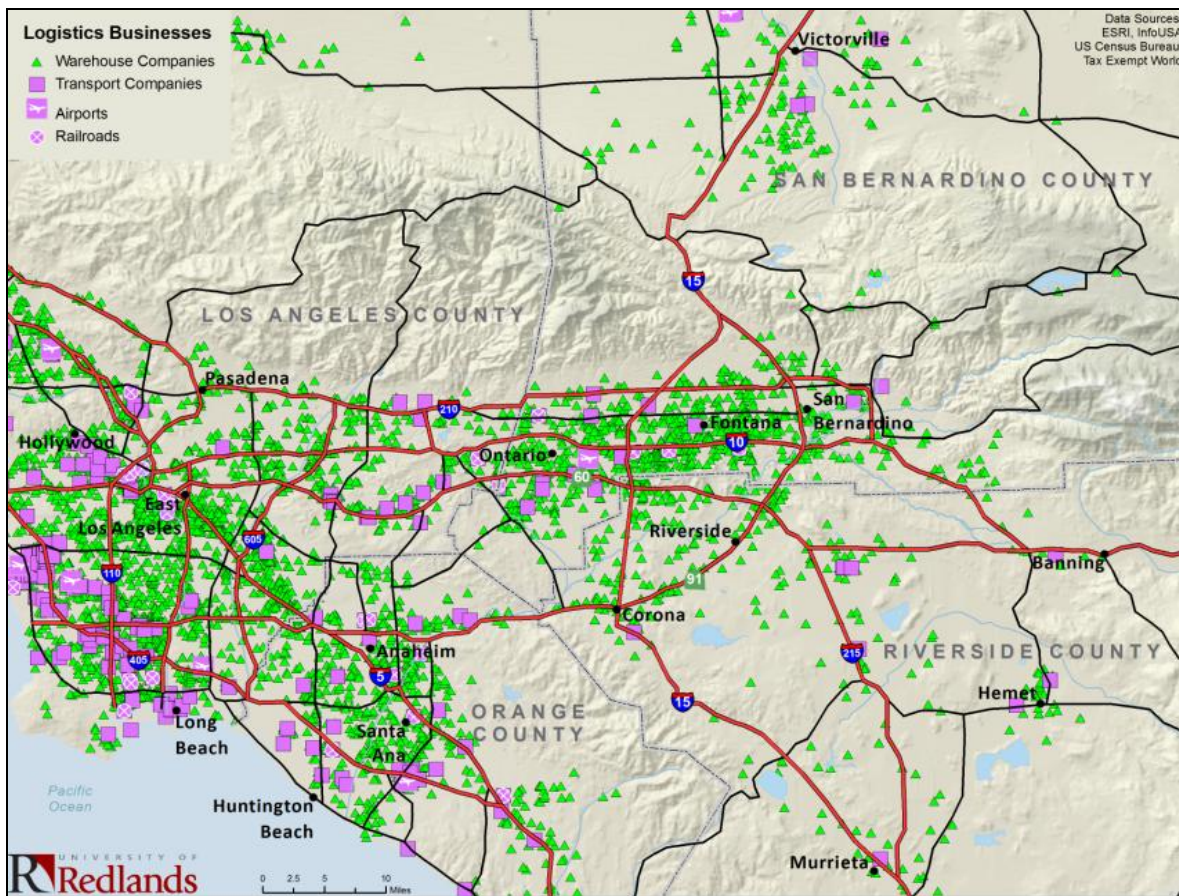 Logistics Businesses
Warehouse Companies
Transport Companies
Airports
Railroads
Data Sources
ESRI, InfoUSA
US Census Bureau
Tax Exempt World
Victorville
SAN BERNARDINO COUNTY
15
LOS ANGELES COUNTY
Pasadena
210
Hollywood
Fontana
San
Bernardino
10
Ontario
60
East
Los Angeles
605
Riverside
110
91
Banning
Corona
405
Anaheim
5
215
RIVERSIDE COUNTY
15
Hemet
Long
Beach
Santa
Ana
ORANGE
COUNTY
Pacific
Ocean
Huntington
Beach
Murrieta
R
UNIVERSITY OF
Redlands
0 2.5 5 10
Miles